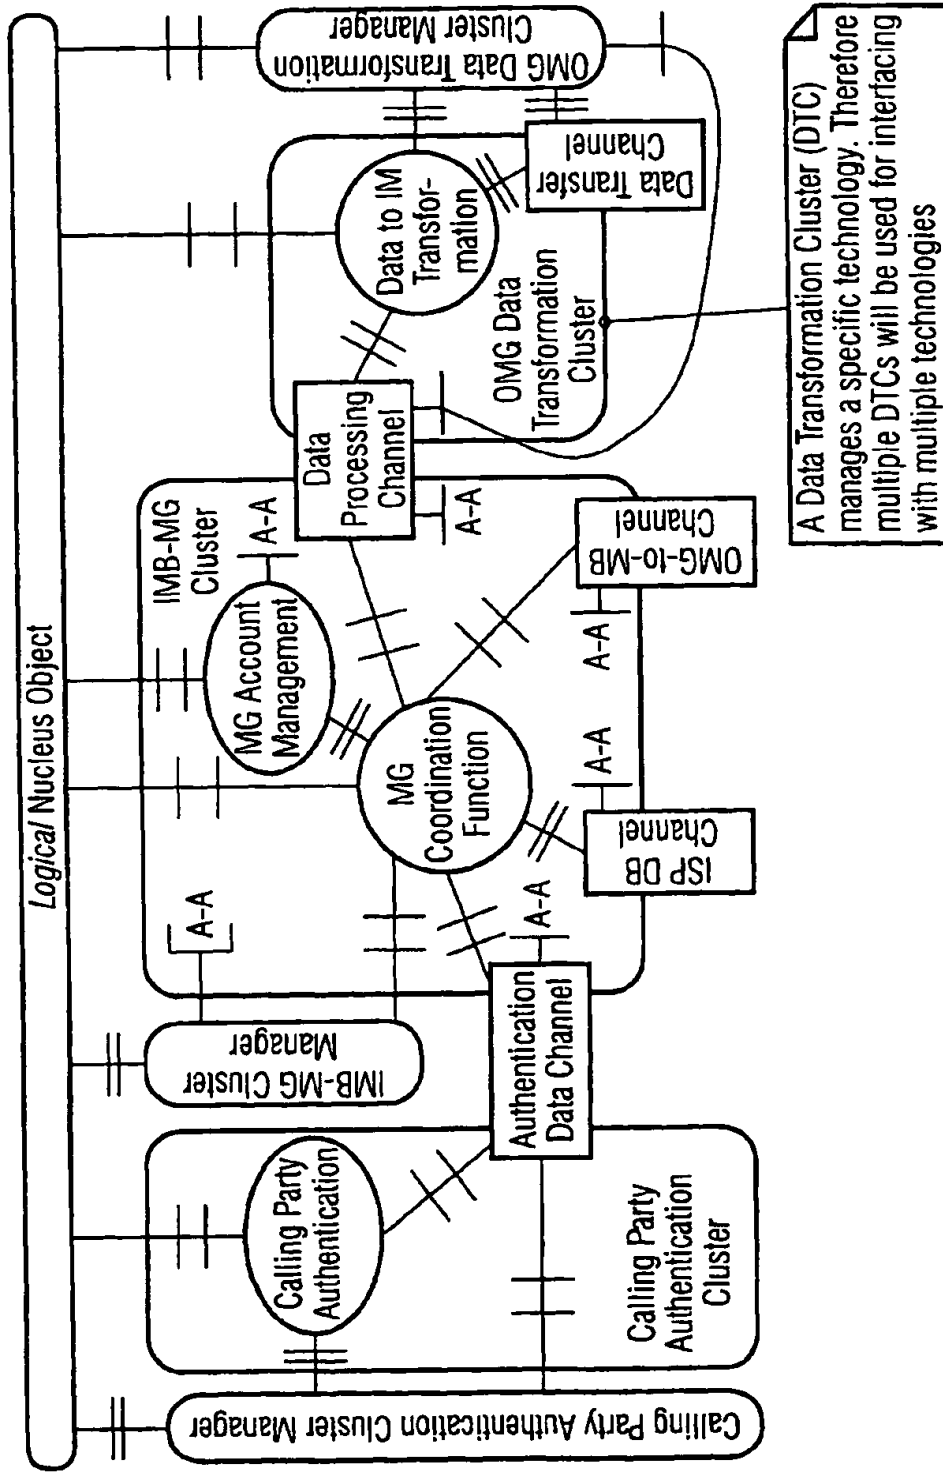 Logical Nucleus Object
Calling Party Authentication Cluster Manager
Calling Party
Authentication
Calling Party
Authentication
Cluster
IMB-MG Cluster
Manager
Authentication
Data Channel
A-A
A-A
MG
Coordination
Function
MG Account
Management
IMB-MG
Cluster
A-A
ISP DB
Channel
A-A
OMG-to-MB
Channel
A-A
Data
Processing
Channel
A-A
OMG Data
Transformation
Cluster
Data to IM
Transfor-
mation
Data Transfer
Channel
OMG Data Transformation
Cluster Manager
A Data Transformation Cluster (DTC)
manages a specific technology. Therefore
multiple DTCs will be used for interfacing
with multiple technologies